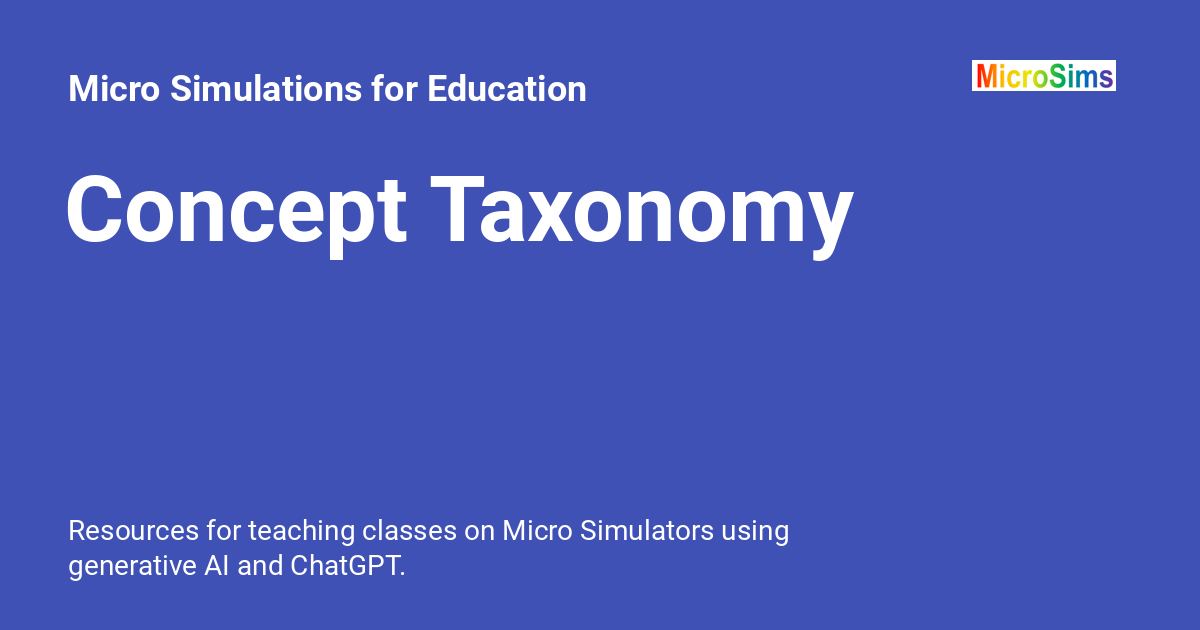 Micro Simulations for Education
MicroSims
Concept Taxonomy
Resources for teaching classes on Micro Simulators using
generative AI and ChatGPT.